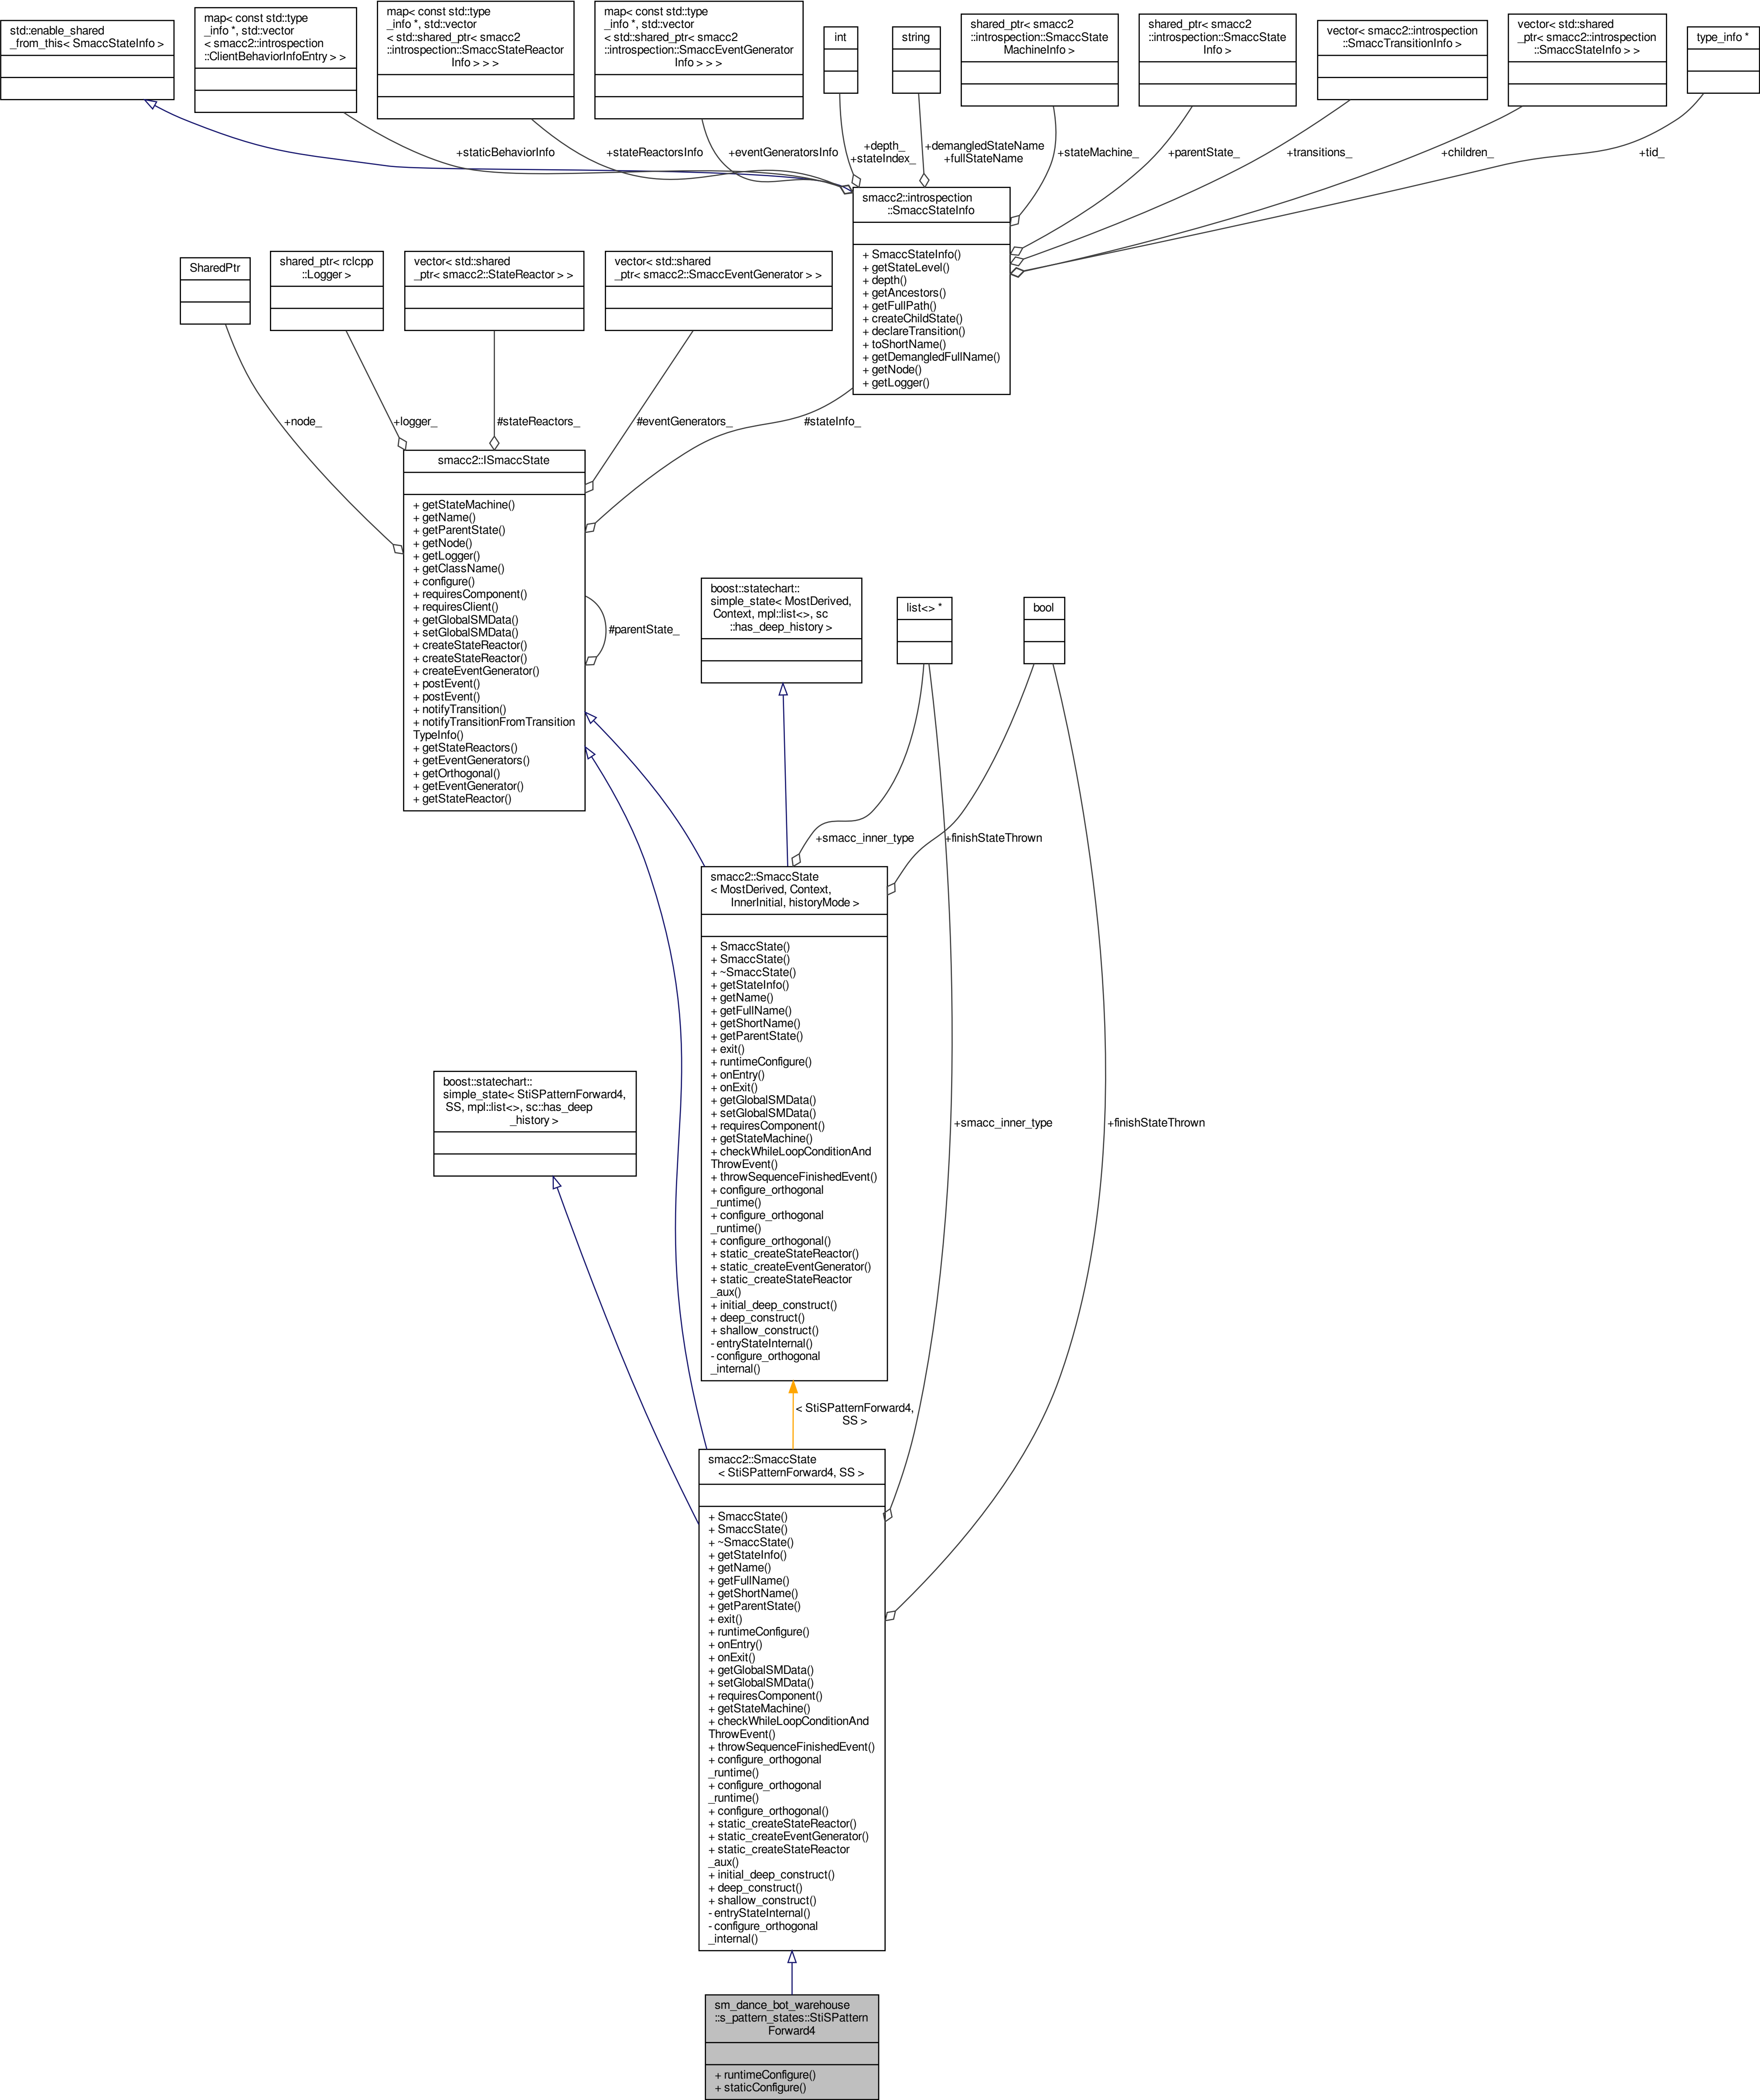 std::enable_shared
_from_this< SmaccStateInfo >
map< const std::type
_info *, std::vector
< smacc2::introspection
::ClientBehaviorInfoEntry > >
map< const std::type
_info *, std::vector
< std::shared_ptr< smacc2
::introspection::SmaccStateReactor
Info > > >
map< const std::type
_info *, std::vector
< std::shared_ptr< smacc2
::introspection::SmaccEventGenerator
Info > > >
int
string
shared_ptr< smacc2
::introspection::SmaccState
MachineInfo >
shared_ptr< smacc2
::introspection::SmaccState
Info >
vector< smacc2::introspection
::SmaccTransitionInfo >
vector< std::shared
_ptr< smacc2::introspection
::SmaccStateInfo > >
type_info *
+staticBehaviorInfo
+stateReactorsInfo
+eventGeneratorsInfo
+depth_
+stateIndex_
+demangledStateName
+fullStateName
+stateMachine_
+parentState_
+transitions_
+children_
+tid_
smacc2::introspection
::SmaccStateInfo
+ SmaccStateInfo()
+ getStateLevel()
+ depth()
+ getAncestors()
+ getFullPath()
+ createChildState()
+ declareTransition()
+ toShortName()
+ getDemangledFullName()
+ getNode()
+ getLogger()
SharedPtr
shared_ptr< rclcpp
::Logger >
vector< std::shared
_ptr< smacc2::StateReactor > >
vector< std::shared
_ptr< smacc2::SmaccEventGenerator > >
+node_
+logger_
#stateReactors_
#eventGenerators_
#stateInfo_
smacc2::ISmaccState
+ getStateMachine()
+ getName()
+ getParentState()
+ getNode()
+ getLogger()
+ getClassName()
+ configure()
+ requiresComponent()
+ requiresClient()
+ getGlobalSMData()
+ setGlobalSMData()
+ createStateReactor()
+ createStateReactor()
+ createEventGenerator()
+ postEvent()
+ postEvent()
+ notifyTransition()
+ notifyTransitionFromTransition
TypeInfo()
+ getStateReactors()
+ getEventGenerators()
+ getOrthogonal()
+ getEventGenerator()
+ getStateReactor()
#parentState_
boost::statechart::
simple_state< MostDerived,
Context, mpl::list<>, sc
::has_deep_history >
list<> *
bool
+smacc_inner_type
+finishStateThrown
smacc2::SmaccState
< MostDerived, Context,
InnerInitial, historyMode >
+ SmaccState()
+ SmaccState()
+ ~SmaccState()
+ getStateInfo()
+ getName()
+ getFullName()
+ getShortName()
+ getParentState()
+ exit()
+ runtimeConfigure()
+ onEntry()
+ onExit()
+ getGlobalSMData()
+ setGlobalSMData()
+ requiresComponent()
+ getStateMachine()
+ checkWhileLoopConditionAnd
ThrowEvent()
+ throwSequenceFinishedEvent()
+ configure_orthogonal
_runtime()
+ configure_orthogonal
_runtime()
+ configure_orthogonal()
+ static_createStateReactor()
+ static_createEventGenerator()
+ static_createStateReactor
_aux()
+ initial_deep_construct()
+ deep_construct()
+ shallow_construct()
- entryStateInternal()
- configure_orthogonal
_internal()
boost::statechart::
simple_state< StiSPatternForward4,
SS, mpl::list<>, sc::has_deep
_history >
+smacc_inner_type
+finishStateThrown
< StiSPatternForward4,
SS >
smacc2::SmaccState
< StiSPatternForward4, SS >
+ SmaccState()
+ SmaccState()
+ ~SmaccState()
+ getStateInfo()
+ getName()
+ getFullName()
+ getShortName()
+ getParentState()
+ exit()
+ runtimeConfigure()
+ onEntry()
+ onExit()
+ getGlobalSMData()
+ setGlobalSMData()
+ requiresComponent()
+ getStateMachine()
+ checkWhileLoopConditionAnd
ThrowEvent()
+ throwSequenceFinishedEvent()
+ configure_orthogonal
_runtime()
+ configure_orthogonal
_runtime()
+ configure_orthogonal()
+ static_createStateReactor()
+ static_createEventGenerator()
+ static_createStateReactor
_aux()
+ initial_deep_construct()
+ deep_construct()
+ shallow_construct()
- entryStateInternal()
- configure_orthogonal
_internal()
sm_dance_bot_warehouse
::s_pattern_states::StiSPattern
Forward4
+ runtimeConfigure()
+ staticConfigure()